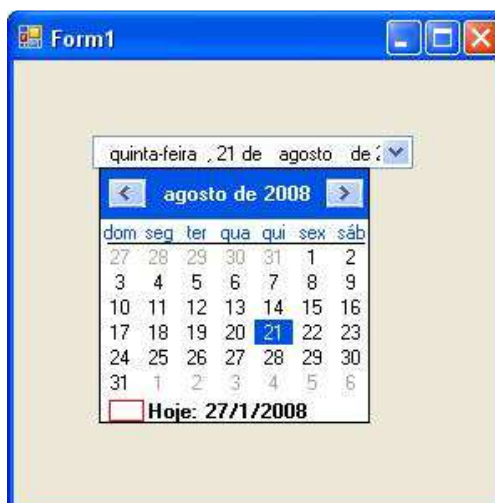 Form1
quinta-feira , 21 de agosto de
agosto de 2008
dom seg ter qua qui sex sáb
27 28 29 30 31 1 2
3 4 5 6 7 8 9
10 11 12 13 14 15 16
17 18 19 20 21 22 23
24 25 26 27 28 29 30
31 1 2 3 4 5 6
Hoje: 27/1/2008